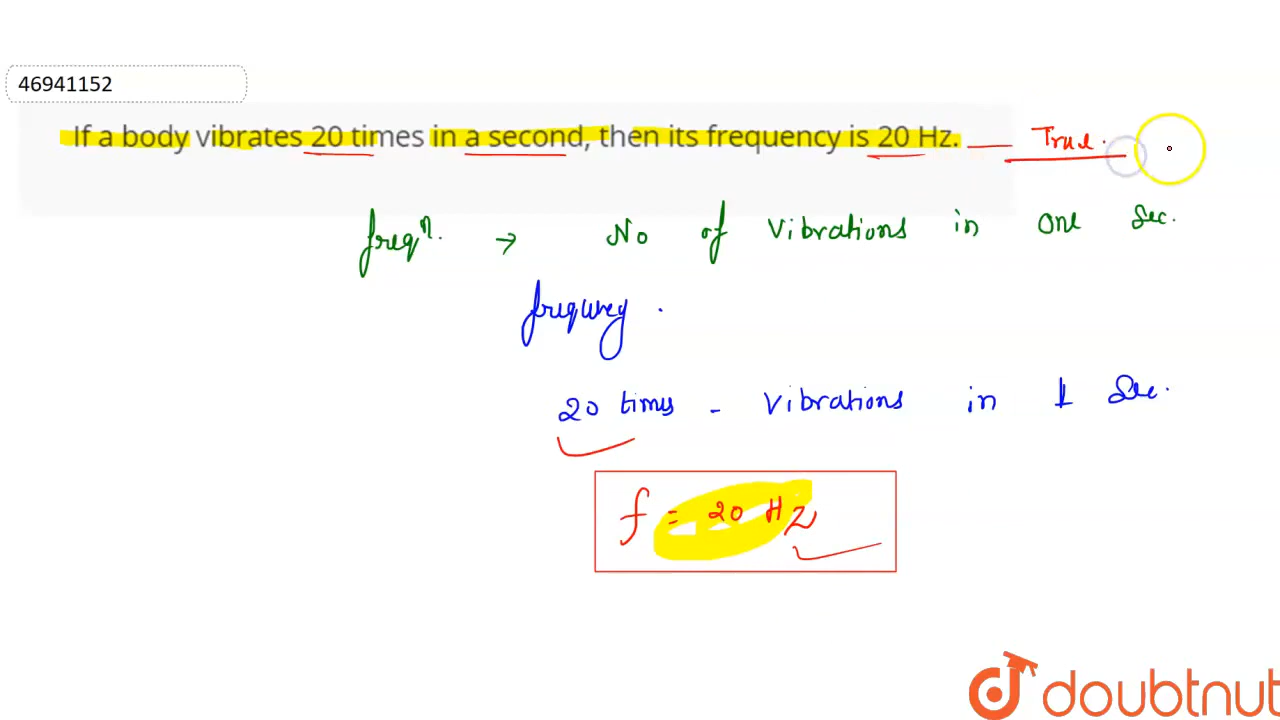 46941152
If a body vibrates 20 times in a second, then its frequency is 20 Hz. — True.
freqⁿ. → No of Vibrations in one Sec.
frequency .
20 times - Vibrations in 1 Sec.
f = 20 Hz
doubtnut